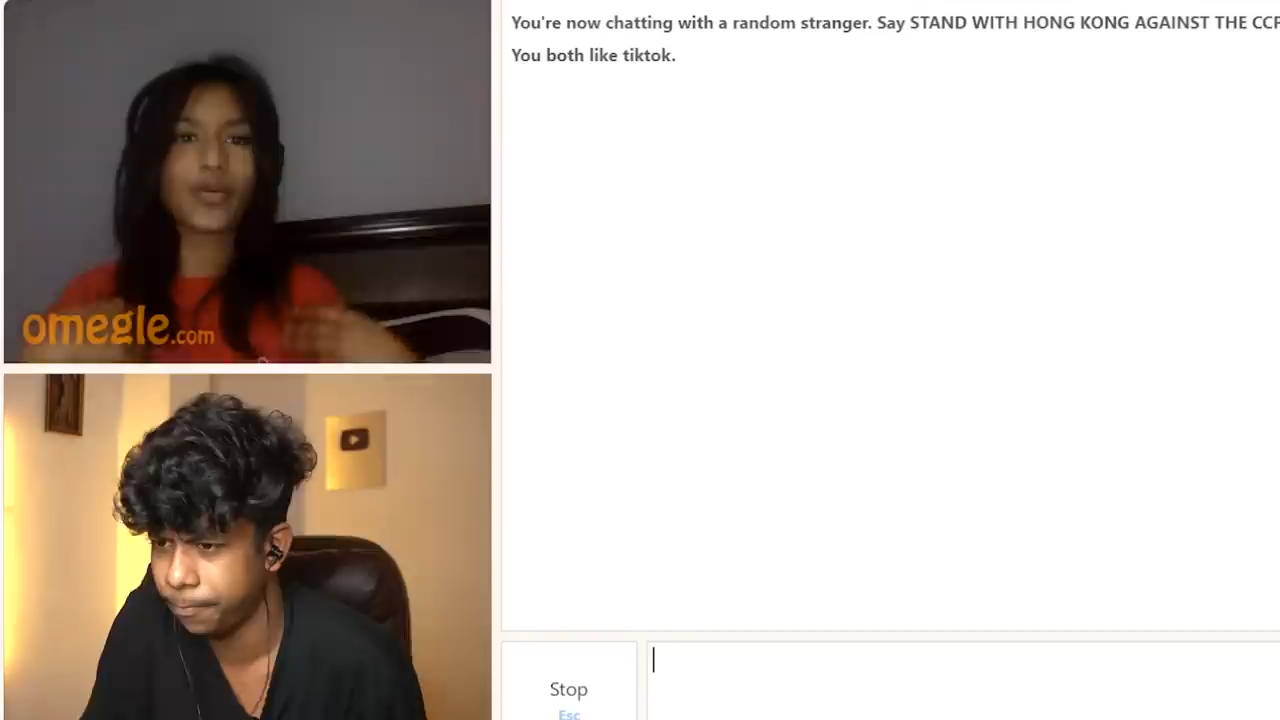 You're now chatting with a random stranger. Say STAND WITH HONG KONG AGAINST THE CCP
You both like tiktok.
omegle.com
Stop
Esc